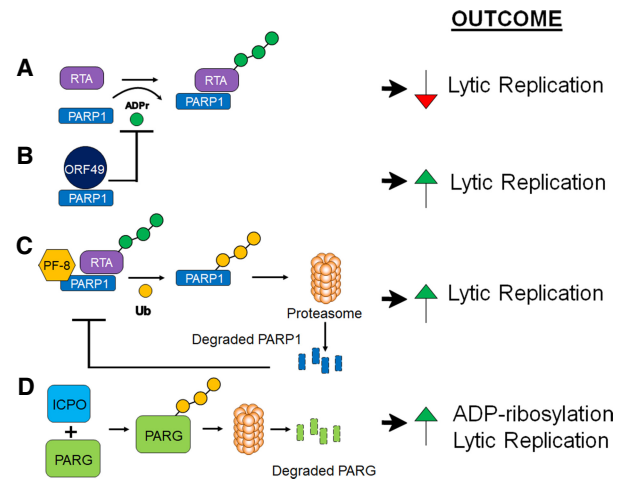 OUTCOME
A
RTA
PARP1
ADPr
RTA
PARP1
Lytic Replication
B
ORF49
PARP1
Lytic Replication
C
PF-8
RTA
PARP1
Ub
PARP1
Proteasome
Degraded PARP1
Lytic Replication
D
ICPO
+
PARG
PARG
Degraded PARG
ADP-ribosylation
Lytic Replication